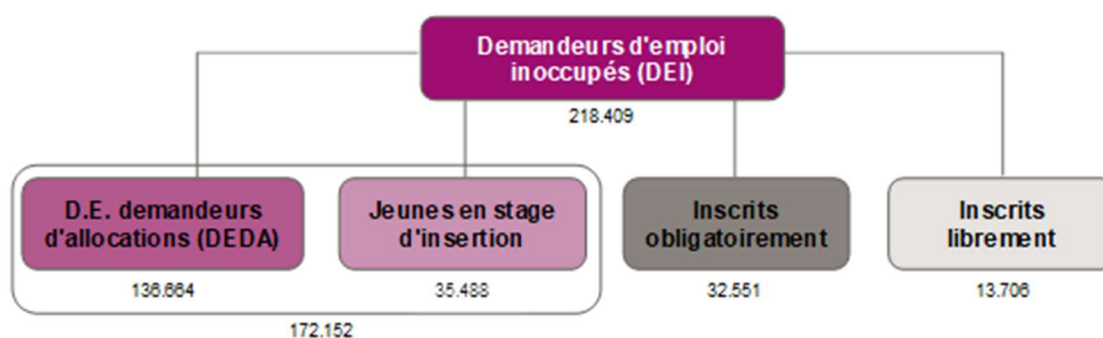 Demandeurs d'emploi
inoccupés (DEI)
218.409
D.E. demandeurs
d'allocations (DEDA)
Jeunes en stage
d'insertion
Inscrits
obligatoirement
Inscrits
librement
136.664
35.488
32.551
13.706
172.152